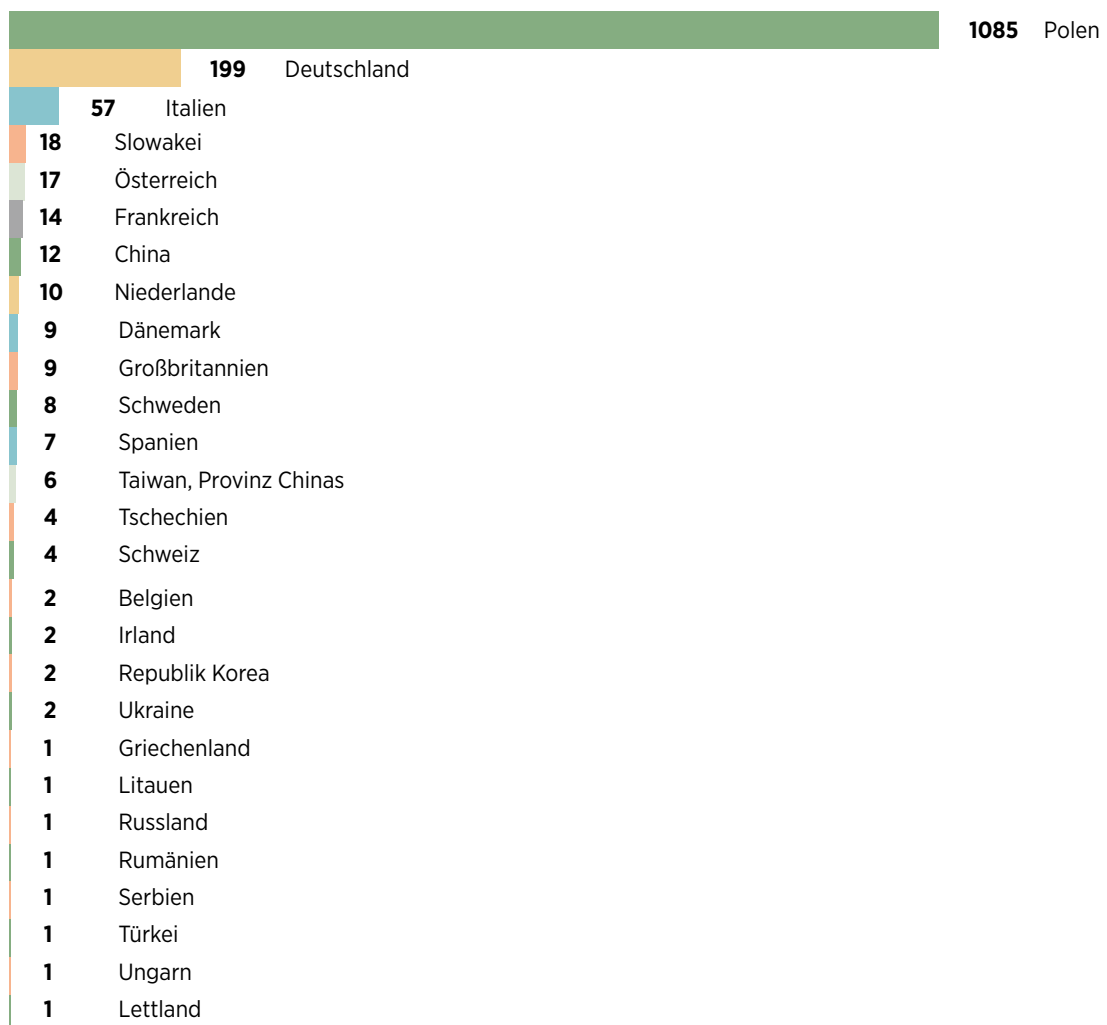 1085 Polen
199 Deutschland
57 Italien
18 Slowakei
17 Österreich
14 Frankreich
12 China
10 Niederlande
9 Dänemark
9 Großbritannien
8 Schweden
7 Spanien
6 Taiwan, Provinz Chinas
4 Tschechien
4 Schweiz
2 Belgien
2 Irland
2 Republik Korea
2 Ukraine
1 Griechenland
1 Litauen
1 Russland
1 Rumänien
1 Serbien
1 Türkei
1 Ungarn
1 Lettland